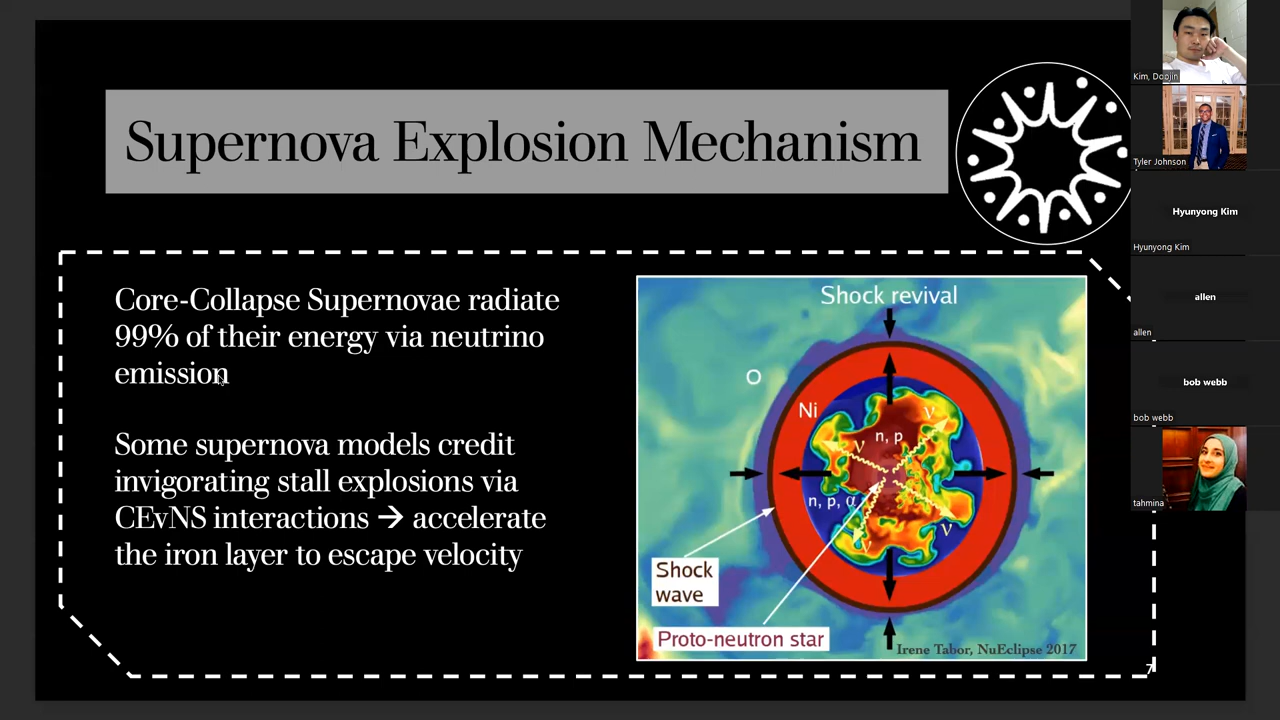 Supernova Explosion Mechanism
Core-Collapse Supernovae radiate
99% of their energy via neutrino
emission
Some supernova models credit
invigorating stall explosions via
CEvNS interactions → accelerate
the iron layer to escape velocity
Shock revival
O
Ni
ν
n, p
ν
n, p, α
ν
ν
Shock
wave
Proto-neutron star
Irene Tabor, NuEclipse 2017
7
Kim, Doojin
Tyler Johnson
Hyunyong Kim
Hyunyong Kim
allen
allen
bob webb
bob webb
tahmina